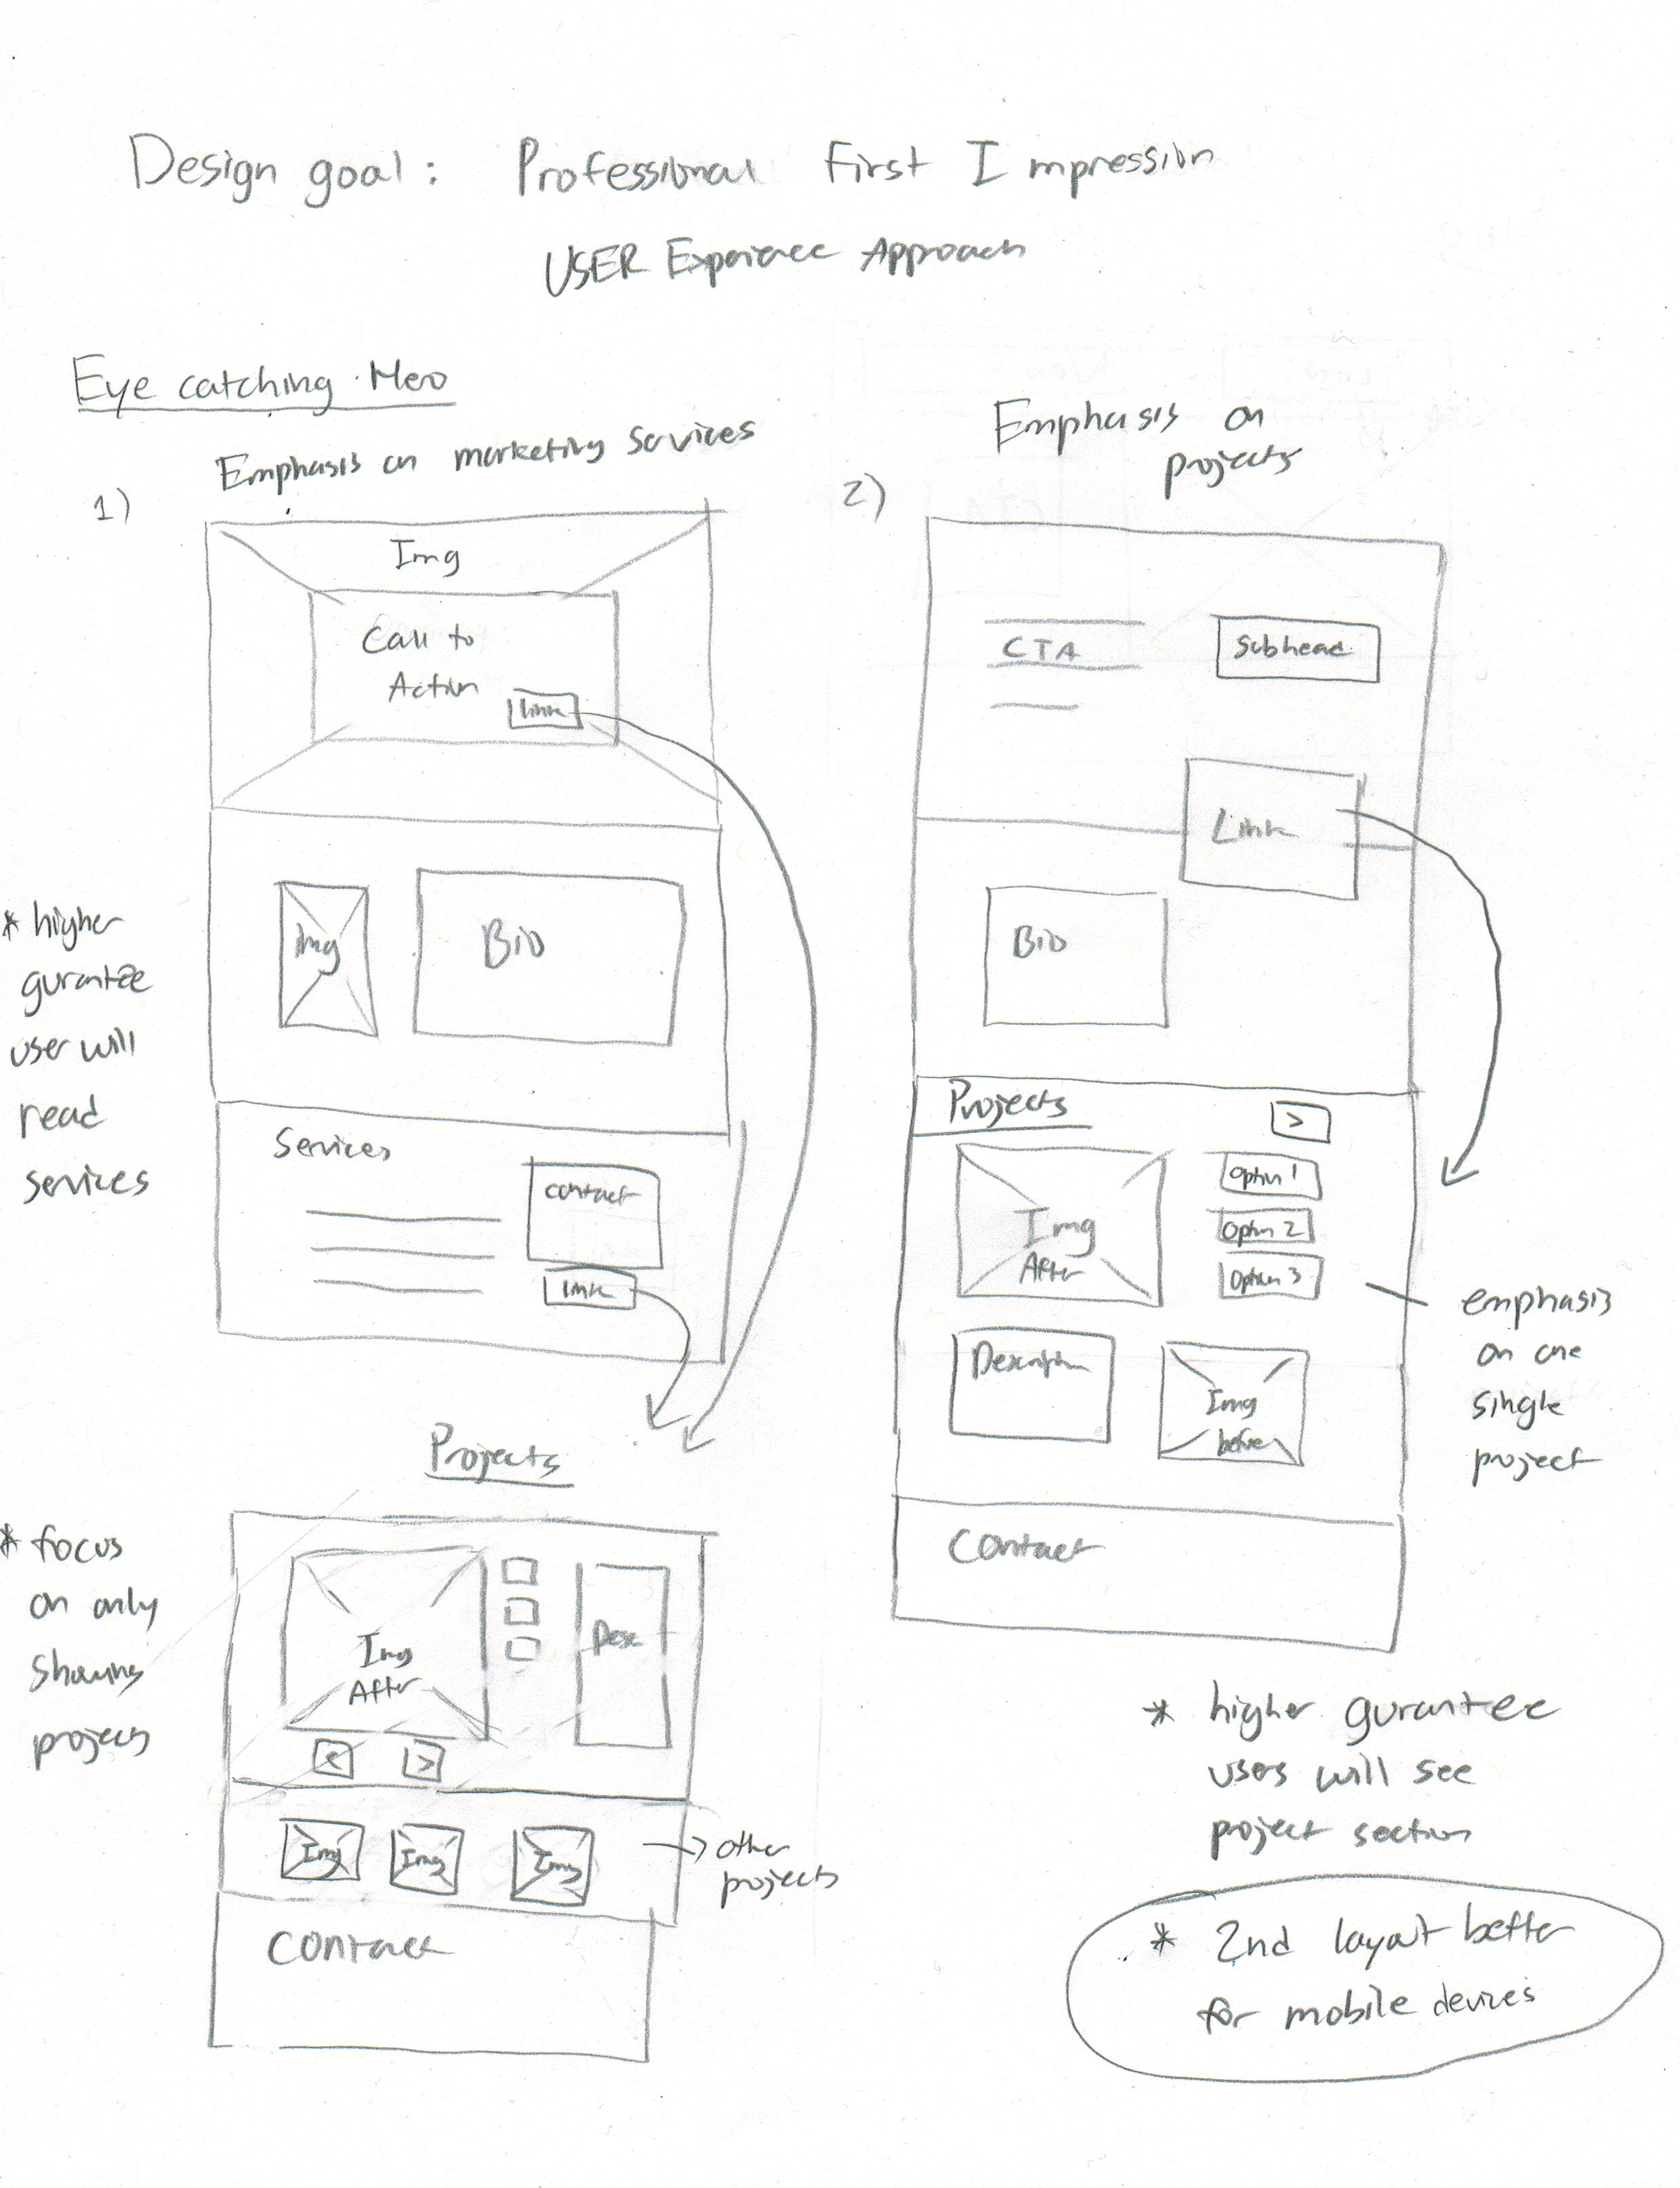 Design goal : Professional First Impression
USER Experience Approach
Eye catching Hero
Emphasis on marketing Services
1)
Img
Call to
Action
link
* higher
gurantee
user will
read
services
Img
Bio
Services
contact
link
Projects
* focus
on only
showing
projects
Img
After
Desc
<
>
Img
Img
Img
other
projects
Contact
Emphasis on
projects
2)
CTA
Subhead
Link
Bio
Projects
>
Option 1
Option 2
Option 3
Img
After
Description
Img
before
emphasis
on one
single
project
Contact
* higher gurantee
users will see
project section
* 2nd layout better
for mobile devices